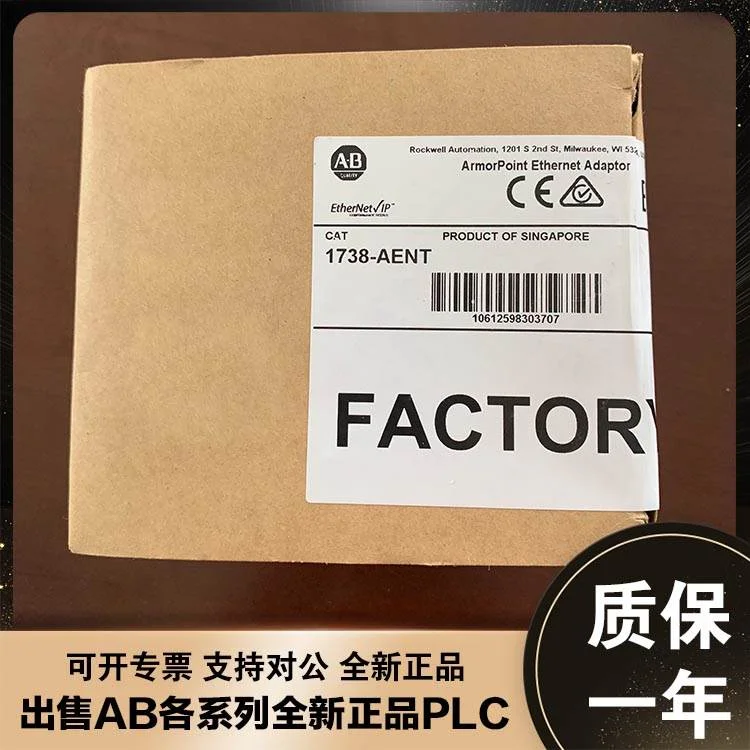 A-B
QUALITY
Rockwell Automation, 1201 S 2nd St, Milwaukee, WI
ArmorPoint Ethernet Adaptor
CE
EtherNet/IP™
CAT
PRODUCT OF SINGAPORE
1738-AENT
10612598303707
FACTORY
质保
一年
可开专票 支持对公 全新正品
出售AB各系列全新正品PLC